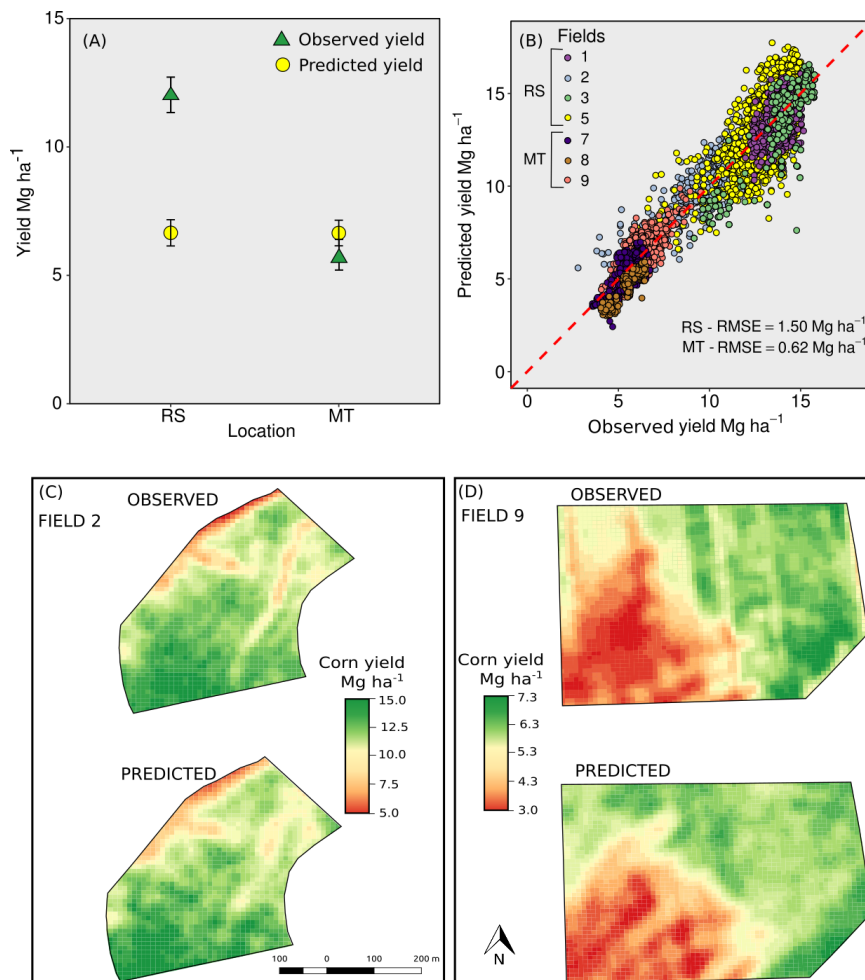 (A)
Observed yield
Predicted yield
Yield Mg ha⁻¹
15
10
5
0
RS
MT
Location
(B)
Fields
RS
1
2
3
5
MT
7
8
9
Predicted yield Mg ha⁻¹
15
10
5
0
RS - RMSE = 1.50 Mg ha⁻¹
MT - RMSE = 0.62 Mg ha⁻¹
0
5
10
15
Observed yield Mg ha⁻¹
(C)
OBSERVED
FIELD 2
Corn yield
Mg ha⁻¹
15.0
12.5
10.0
7.5
5.0
PREDICTED
100
0
100
200 m
(D)
OBSERVED
FIELD 9
Corn yield
Mg ha⁻¹
7.3
6.3
5.3
4.3
3.0
PREDICTED
N